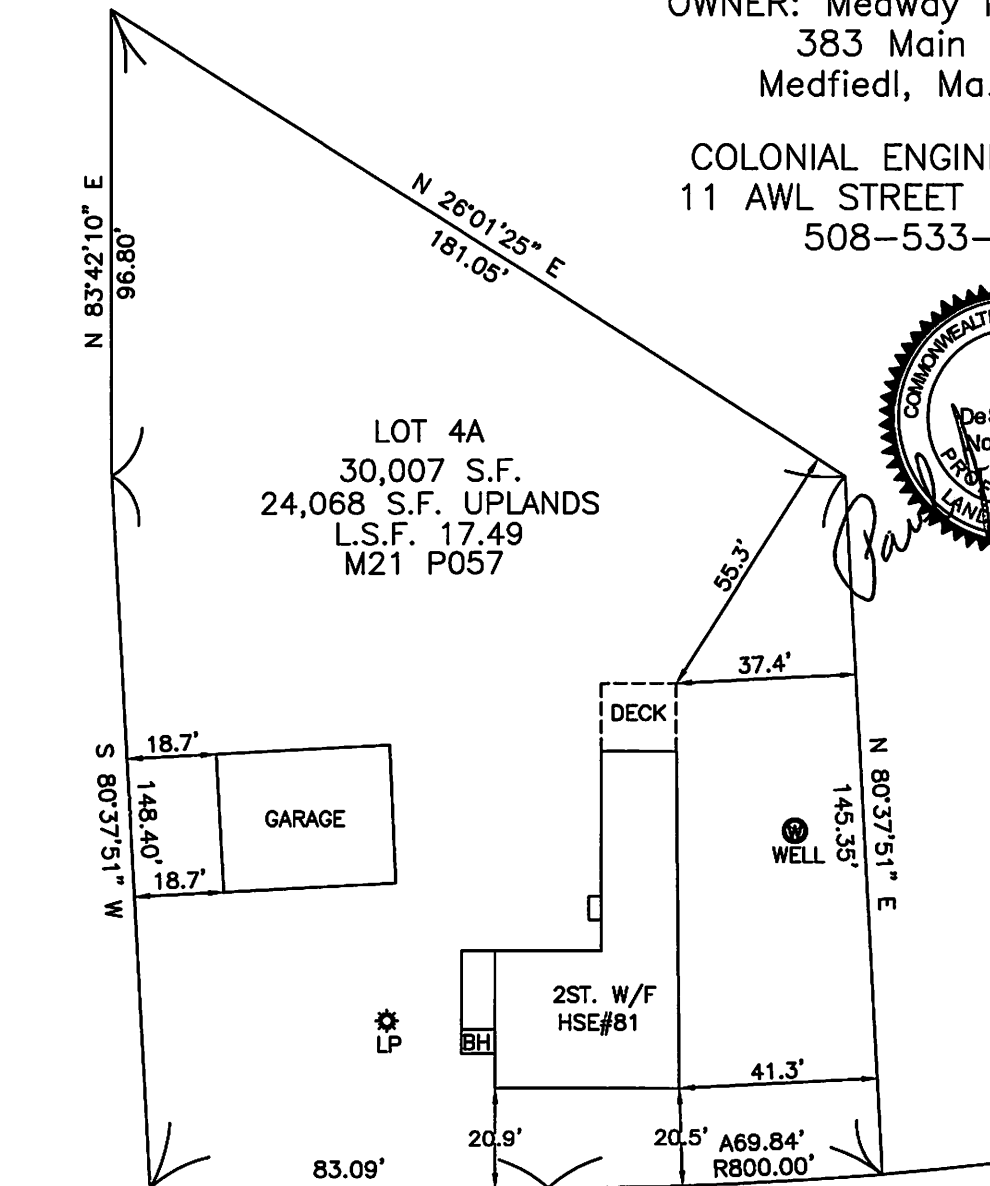 OWNER: Medway
383 Main
Medfiedl, Ma.
COLONIAL
11 AWL STREET
508-533-
N 83°42'10" E
96.80'
N 26°01'25" E
181.05'
LOT 4A
30,007 S.F.
24,068 S.F. UPLANDS
L.S.F. 17.49
M21 P057
55.3'
37.4'
DECK
18.7'
GARAGE
18.7'
S 80°37'51" W
148.40'
W
WELL
N 80°37'51" E
145.35'
2ST. W/F
HSE#81
BH
LP
41.3'
20.9'
20.5'
A69.84'
R800.00'
83.09'